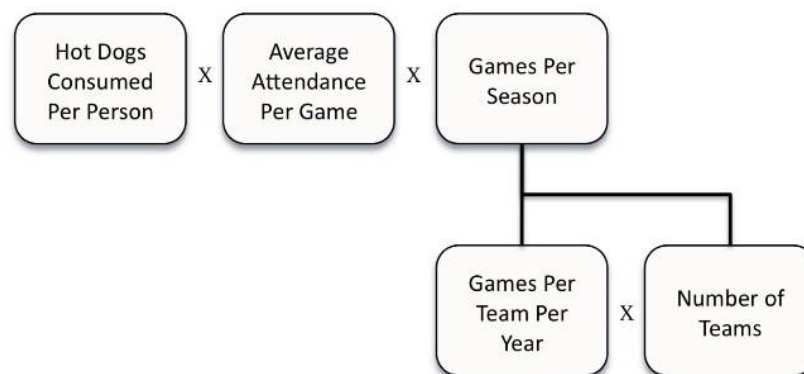 Hot Dogs
Consumed
Per Person
X
Average
Attendance
Per Game
X
Games Per
Season
Games Per
Team Per
Year
X
Number of
Teams